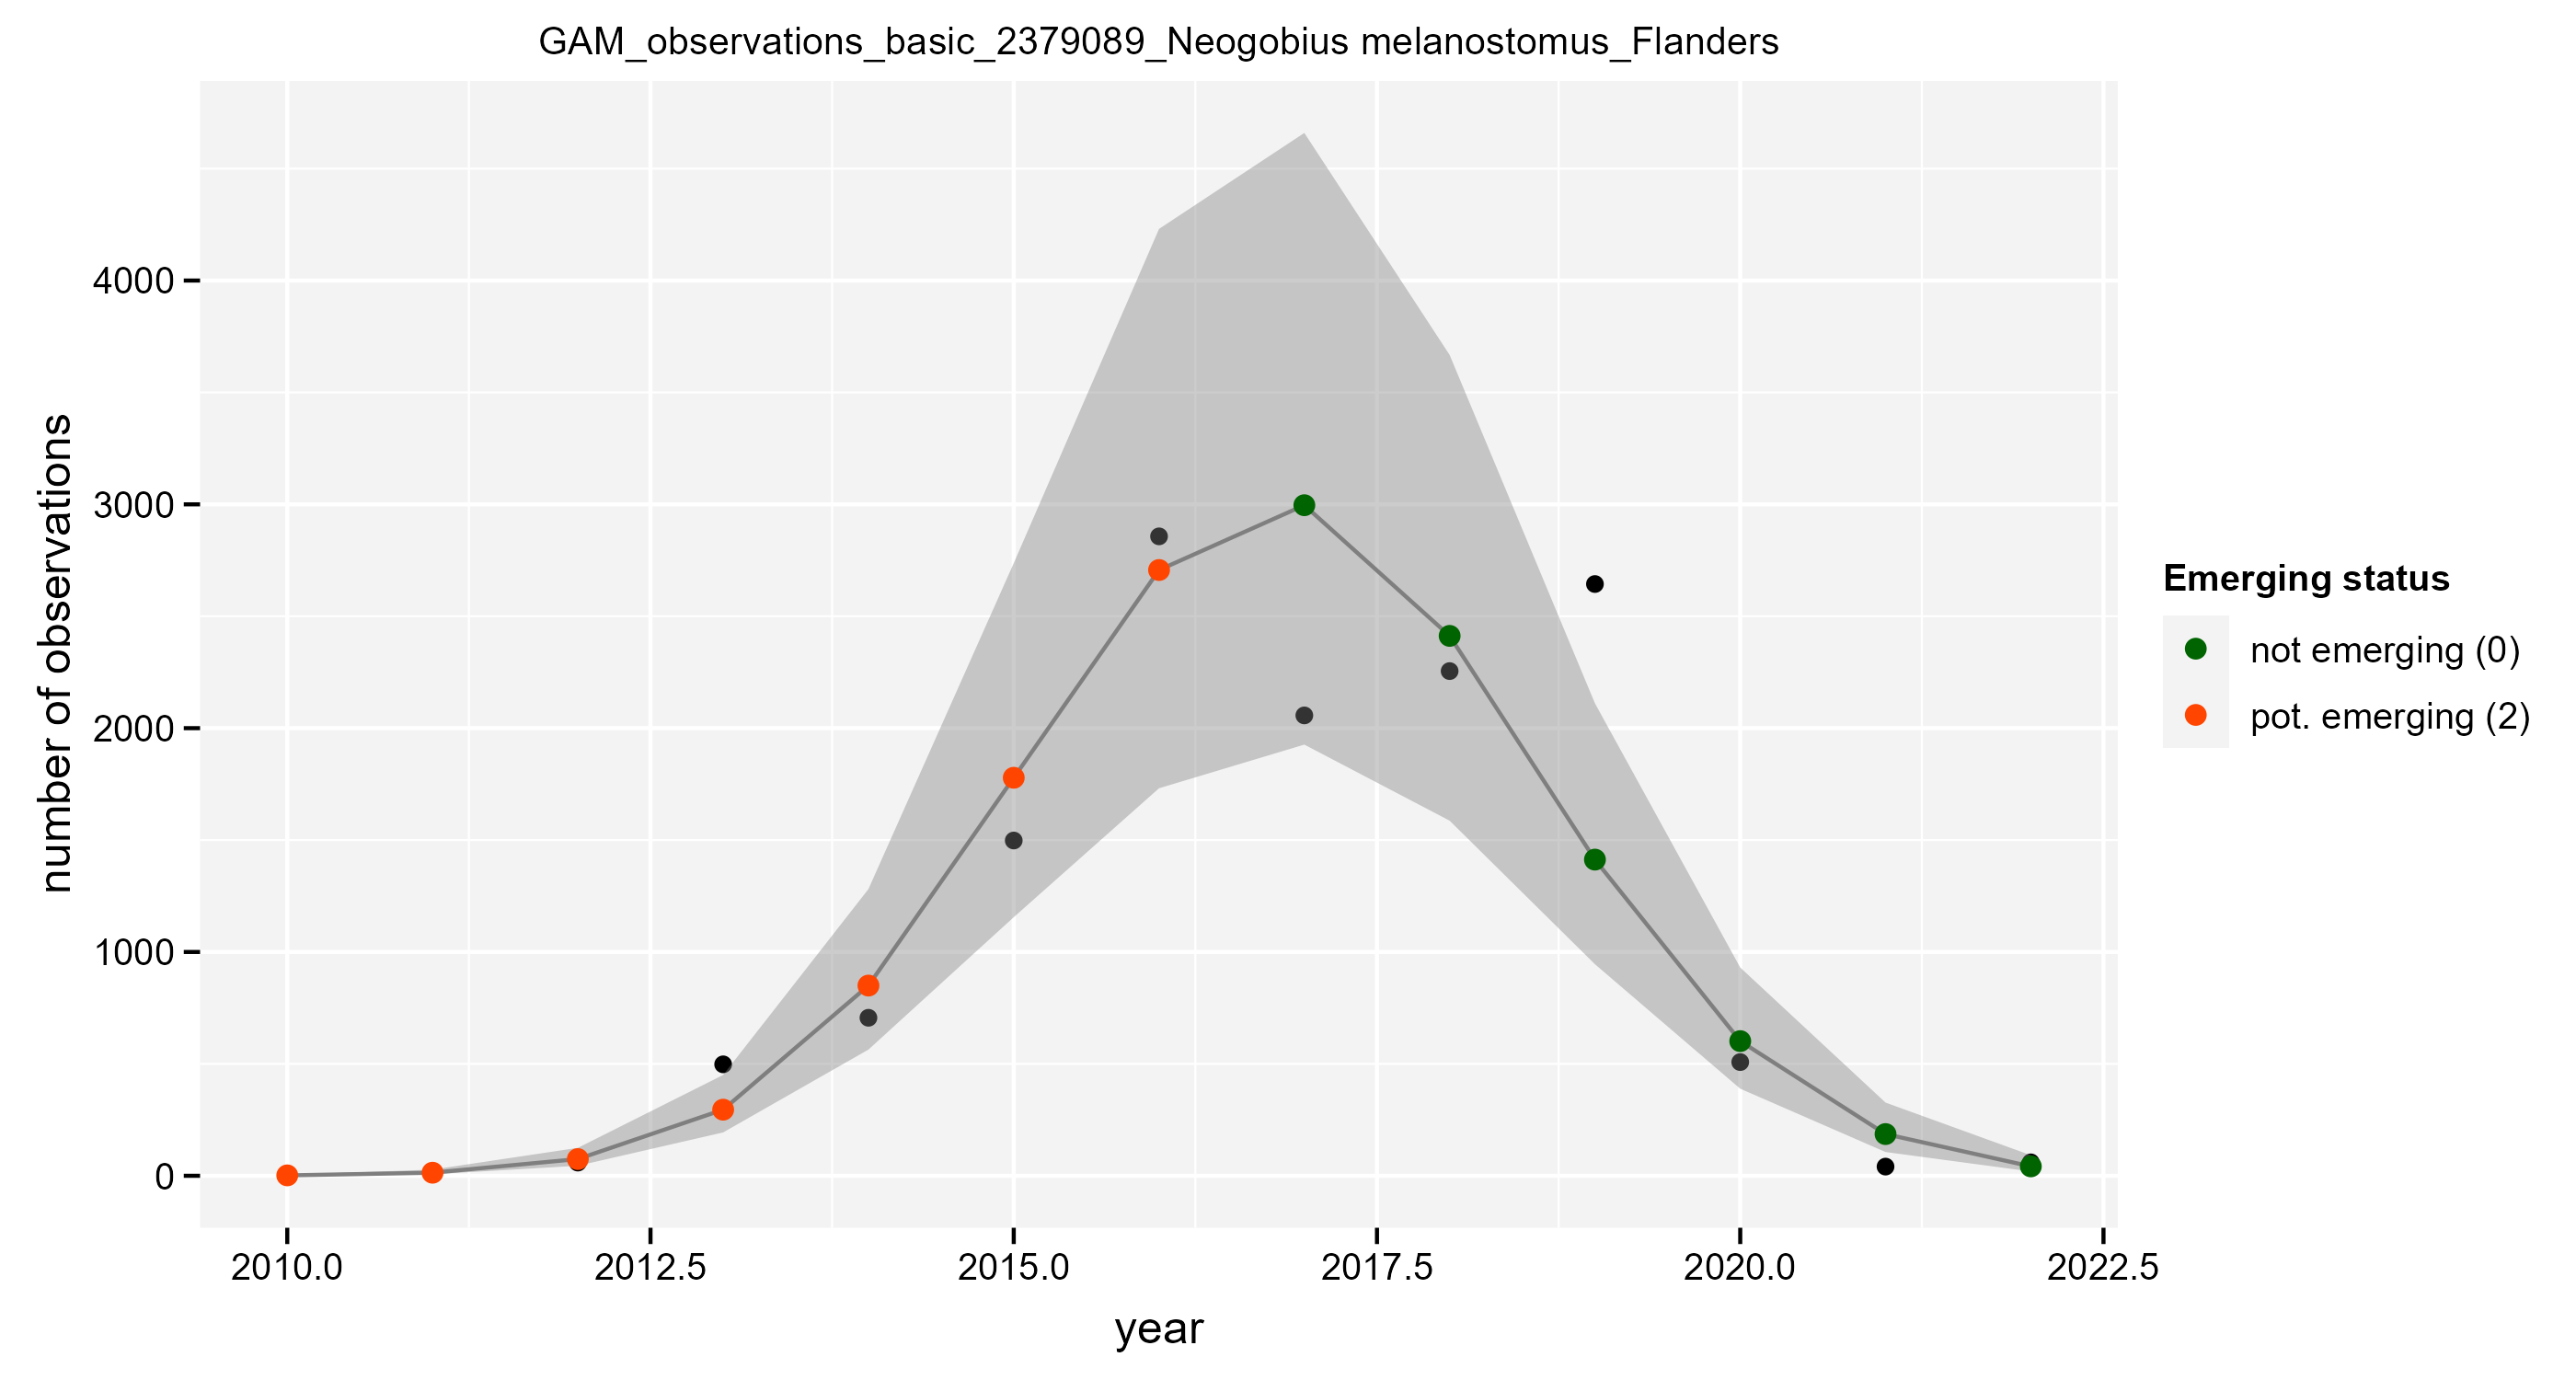 GAM_observations_basic_2379089_Neogobius melanostomus_Flanders
number of observations
4000
3000
2000
1000
0
2010.0 2012.5 2015.0 2017.5 2020.0 2022.5
year
Emerging status
not emerging (0)
pot. emerging (2)